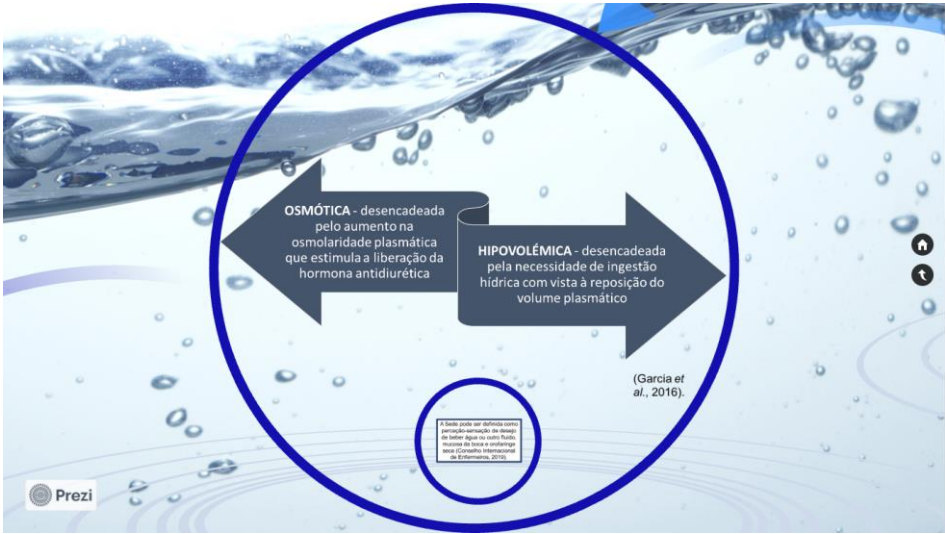 OSMÓTICA - desencadeada
pelo aumento na
osmolaridade plasmática
que estimula a liberação da
hormona antidiurética
HIPOVOLÉMICA - desencadeada
pela necessidade de ingestão
hídrica com vista à reposição do
volume plasmático
(Garcia et
al., 2016).
A Sede pode ser definida como
perceção-sensação de desejo
de beber água ou outro fluido,
mucosa da boca e orofaringe
seca (Conselho Internacional
de Enfermeiros, 2019).
Prezi